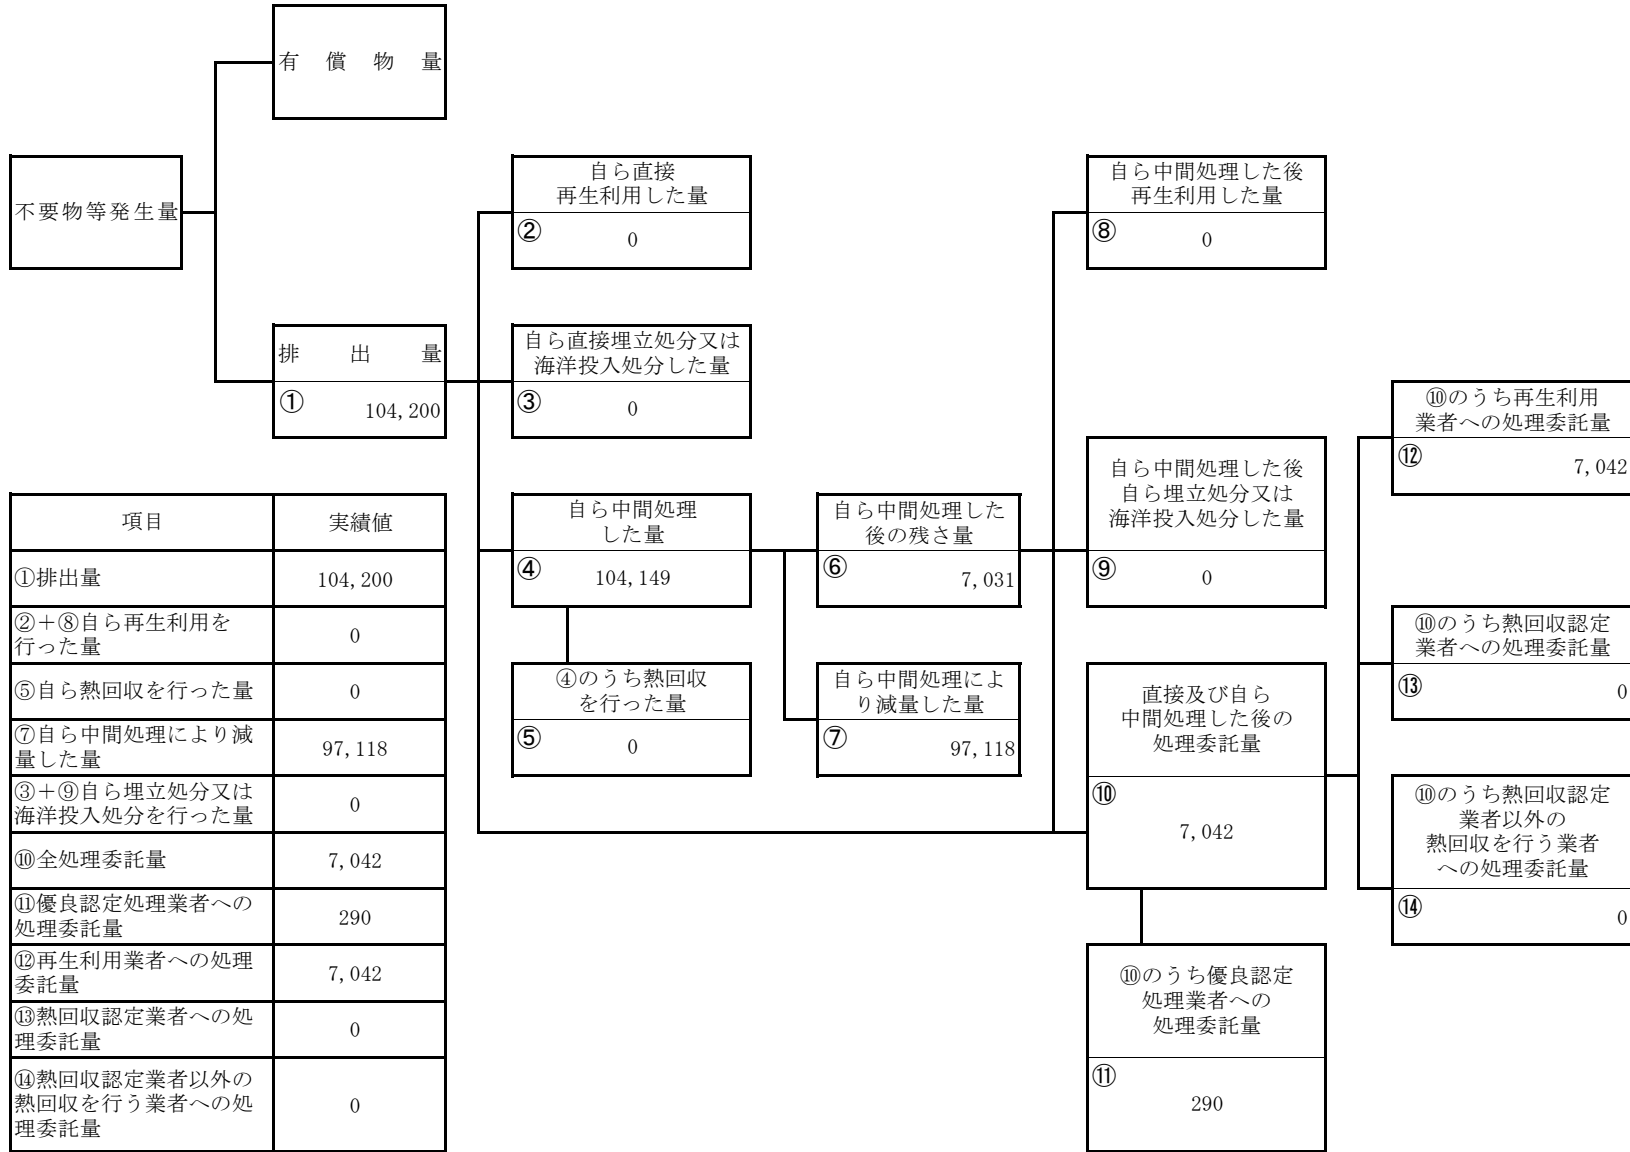 有償物量
不要物等発生量
排出量
①
104,200
自ら直接
再生利用した量
②
0
自ら直接埋立処分又は
海洋投入処分した量
③
0
自ら中間処理
した量
④
104,149
④のうち熱回収
を行った量
⑤
0
自ら中間処理した
後の残さ量
⑥
7,031
自ら中間処理によ
り減量した量
⑦
97,118
自ら中間処理した後
再生利用した量
⑧
0
自ら中間処理した後
自ら埋立処分又は
海洋投入処分した量
⑨
0
直接及び自ら
中間処理した後の
処理委託量
⑩
7,042
⑩のうち優良認定
処理業者への
処理委託量
⑪
290
⑩のうち再生利用
業者への処理委託量
⑫
7,042
⑩のうち熱回収認定
業者への処理委託量
⑬
0
⑩のうち熱回収認定
業者以外の
熱回収を行う業者
への処理委託量
⑭
0
項目 実績値
①排出量 104,200
②+⑧自ら再生利用を
行った量
0
⑤自ら熱回収を行った量 0
⑦自ら中間処理により減
量した量
97,118
③+⑨自ら埋立処分又は
海洋投入処分を行った量
0
⑩全処理委託量 7,042
⑪優良認定処理業者への
処理委託量
290
⑫再生利用業者への処理
委託量
7,042
⑬熱回収認定業者への処
理委託量
0
⑭熱回収認定業者以外の
熱回収を行う業者への処
理委託量
0